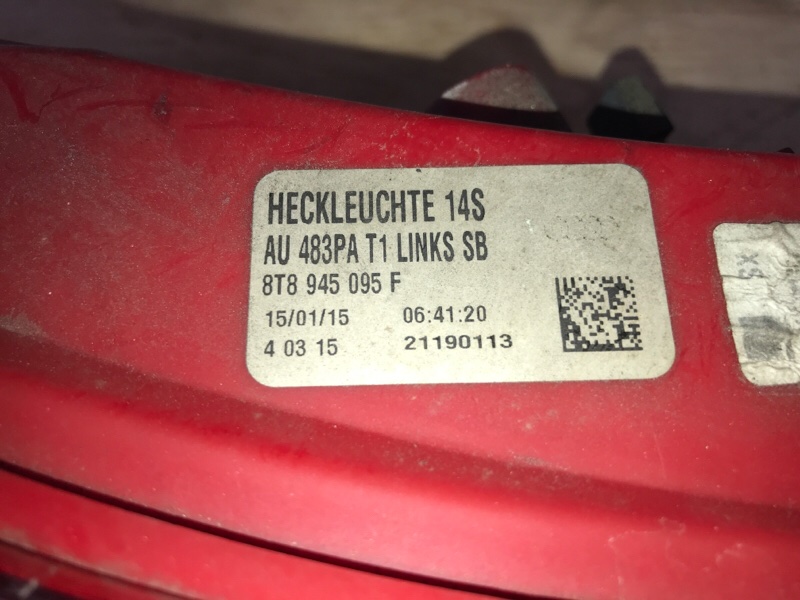 HECKLEUCHTE 14S
AU 483PA T1 LINKS SB
8T8 945 095 F
15/01/15 06:41:20
4 03 15 21190113